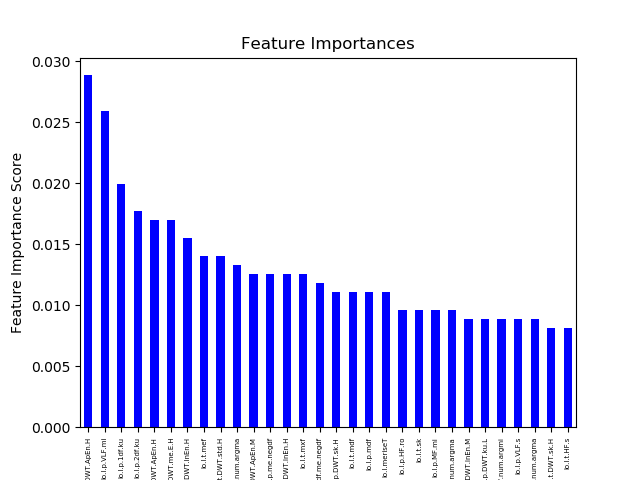 Feature Importances
Feature Importance Score
0.030
0.025
0.020
0.015
0.010
0.005
0.000
DWT.ApEn.H
lo.l.p.VLF.ml
lo.l.p.1df.ku
lo.l.p.2df.ku
DWT.ApEn.H
DWT.me.E.H
DWT.lnEn.H
lo.l.t.mef
t.DWT.std.H
.num.argma
DWT.ApEn.M
.p.me.negdf
DWT.lnEn.H
lo.l.t.mxf
df.me.negdf
p.DWT.sk.H
lo.l.t.mdf
lo.l.p.mdf
lo.l.meriseT
lo.l.p.HF.ro
lo.l.t.sk
lo.l.p.MF.ml
.num.argma
DWT.lnEn.M
.p.DWT.ku.L
.num.argml
lo.l.p.VLF.s
.num.argma
.t.DWT.sk.H
lo.l.t.HF.s